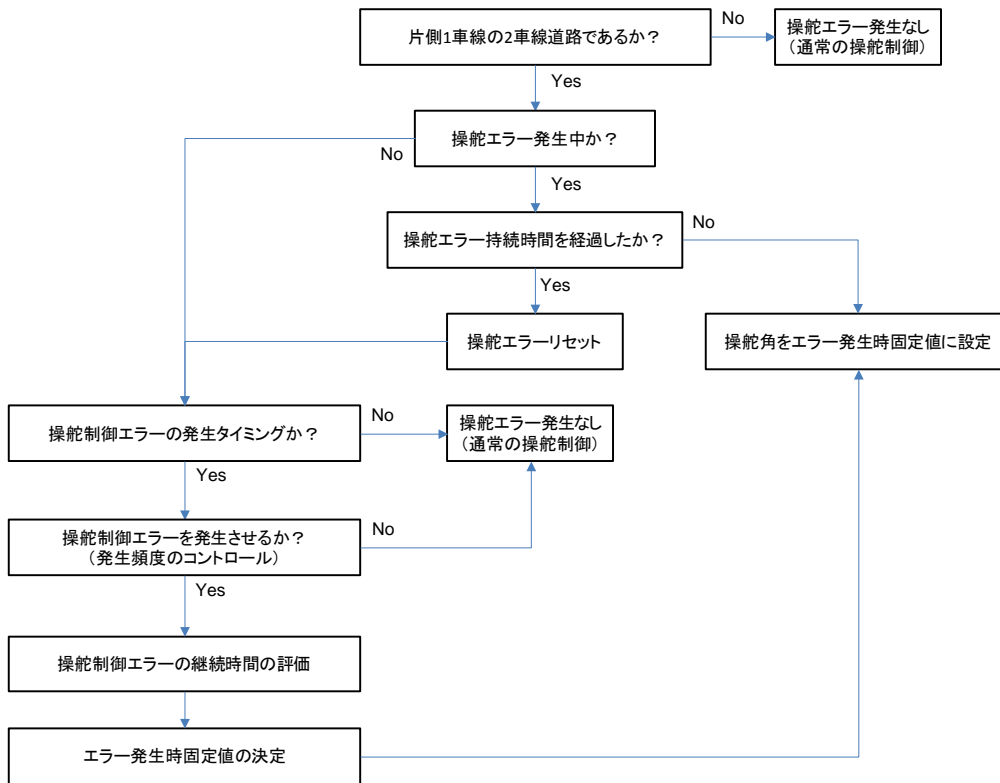 片側1車線の2車線道路であるか？
No
操舵エラー発生なし
（通常の操舵制御）
Yes
操舵エラー発生中か？
No
Yes
操舵エラー持続時間を経過したか？
No
Yes
操舵エラーリセット
操舵角をエラー発生時固定値に設定
操舵制御エラーの発生タイミングか？
No
操舵エラー発生なし
（通常の操舵制御）
Yes
操舵制御エラーを発生させるか？
（発生頻度のコントロール）
No
Yes
操舵制御エラーの継続時間の評価
エラー発生時固定値の決定